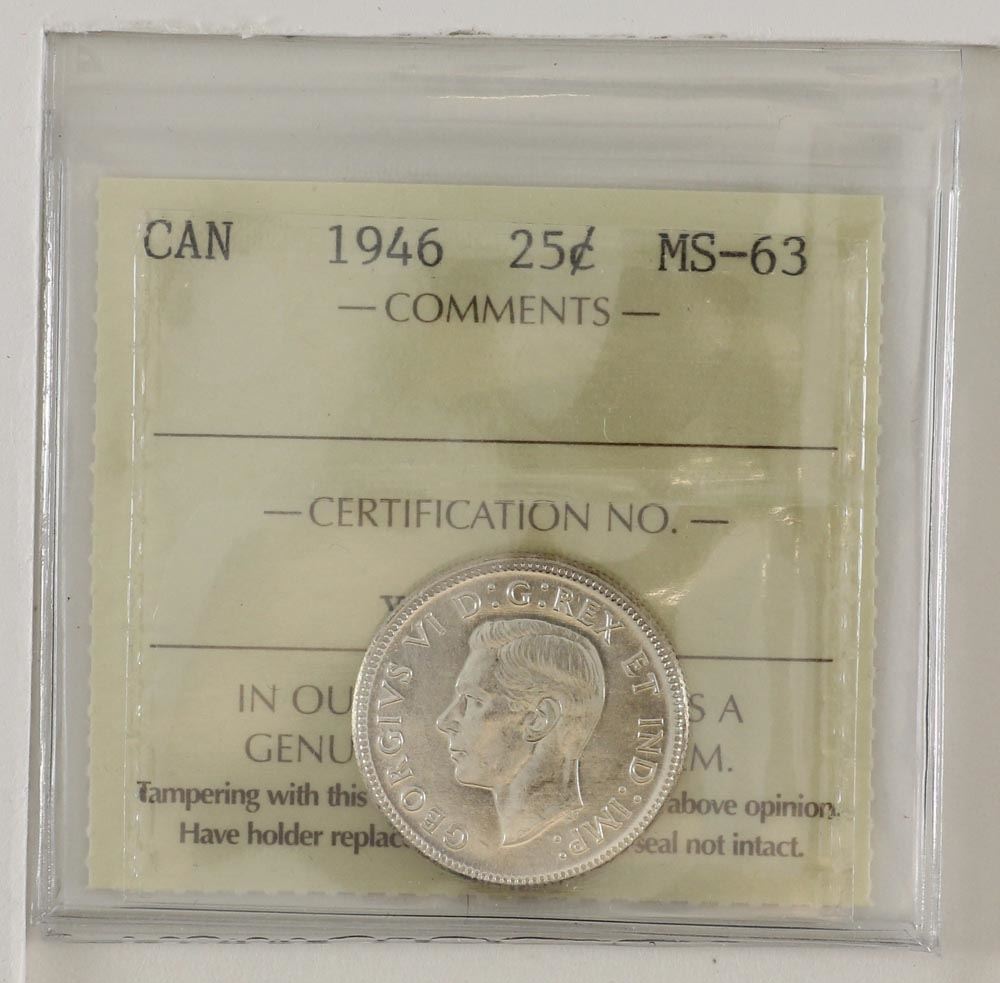 CAN 1946 25¢ MS-63
— COMMENTS —
— CERTIFICATION NO. —
GEORGIVS VI D:G:REX ET IND:IMP:
IN OU S A
GENU M.
Tampering with this above opinion.
Have holder replac seal not intact.